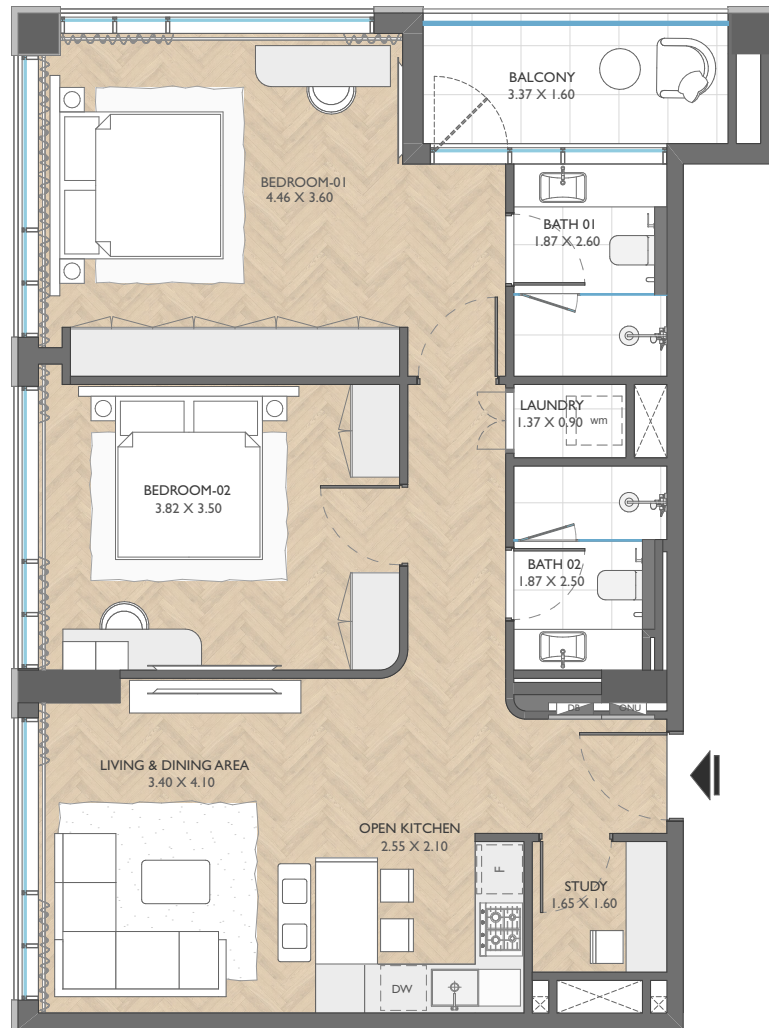 BALCONY
3.37 X 1.60
BEDROOM-01
4.46 X 3.60
BATH 01
1.87 X 2.60
LAUNDRY
1.37 X 0.90
wm
BEDROOM-02
3.82 X 3.50
BATH 02
1.87 X 2.50
DB
ONU
LIVING & DINING AREA
3.40 X 4.10
OPEN KITCHEN
2.55 X 2.10
F
STUDY
1.65 X 1.60
DW